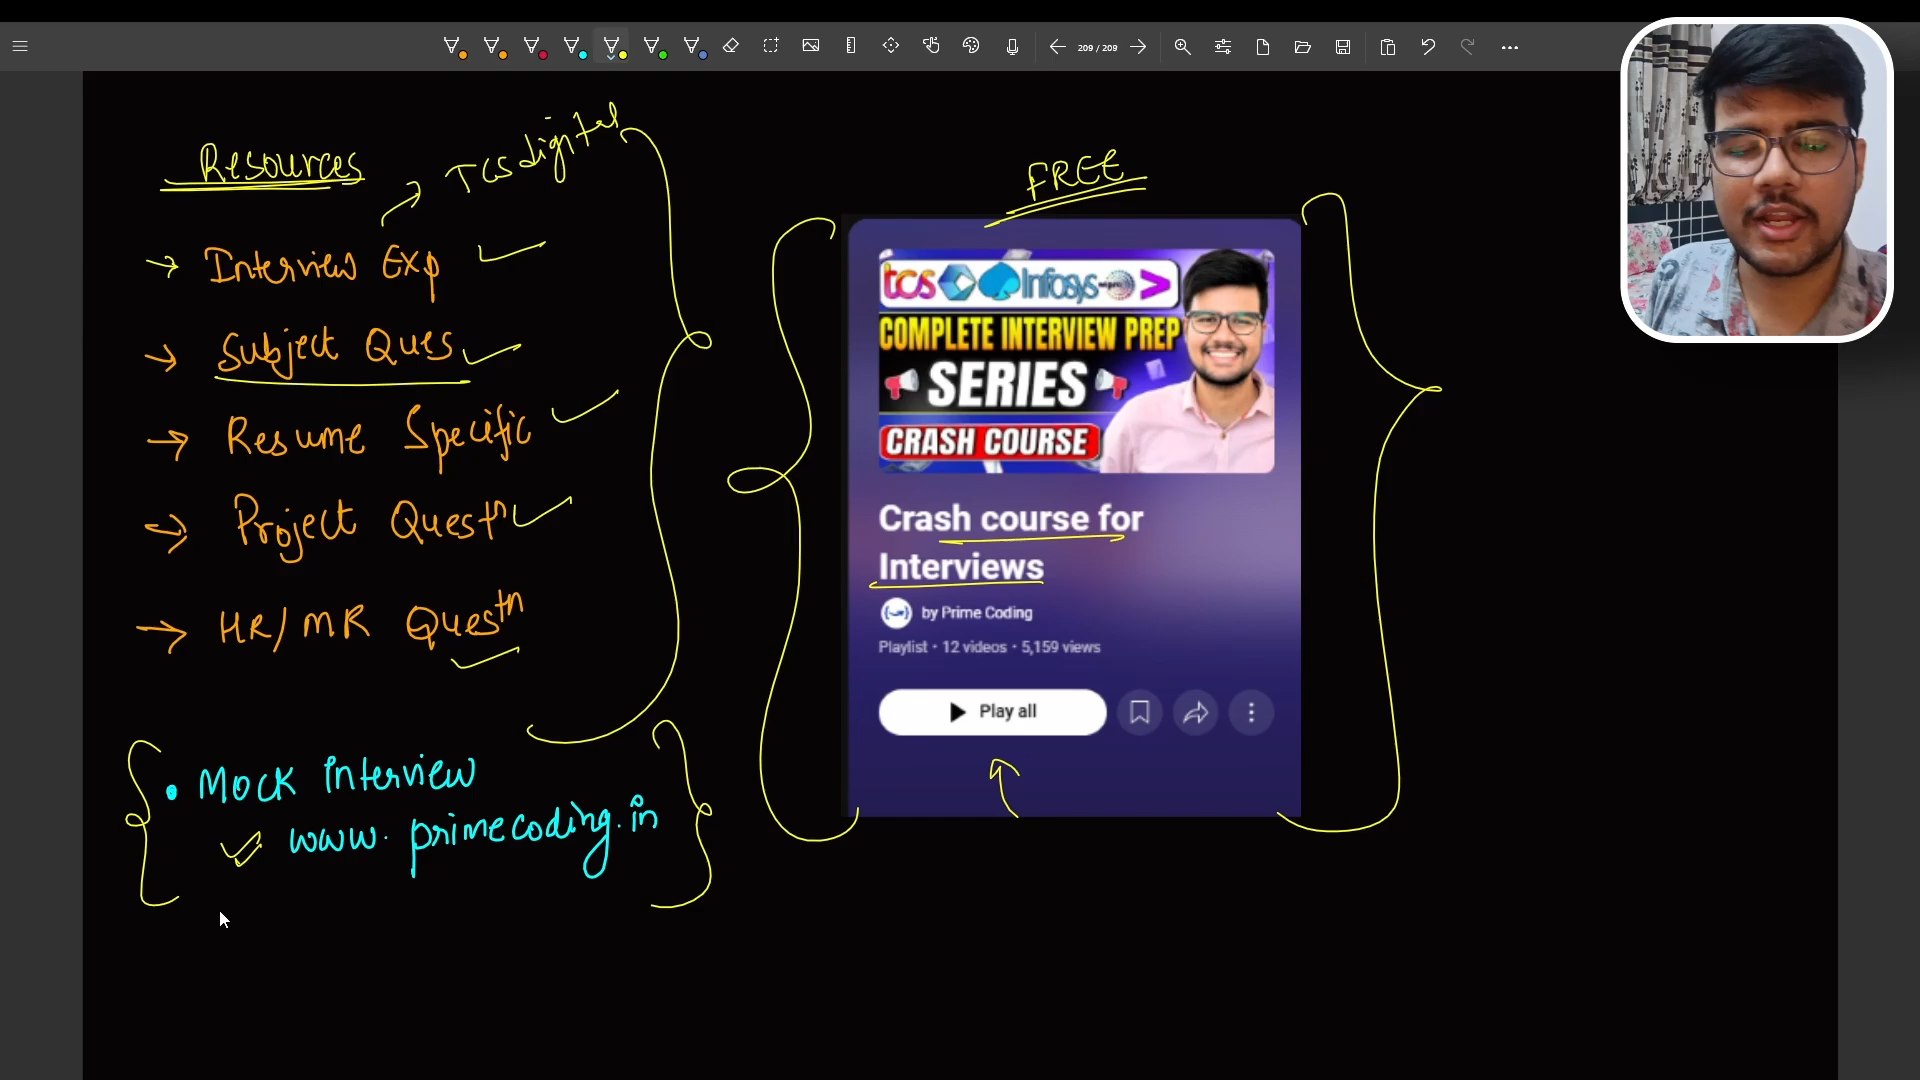 209 / 209
Resources
TCS digital
→ Interview Exp
→ Subject Ques
→ Resume Specific
→ Project Questn
→ HR/MR Questn
• Mock Interview
www.primecoding.in
FREE
tcs Infosys wipro
COMPLETE INTERVIEW PREP
SERIES
CRASH COURSE
Crash course for
Interviews
by Prime Coding
Playlist • 12 videos • 5,159 views
Play all